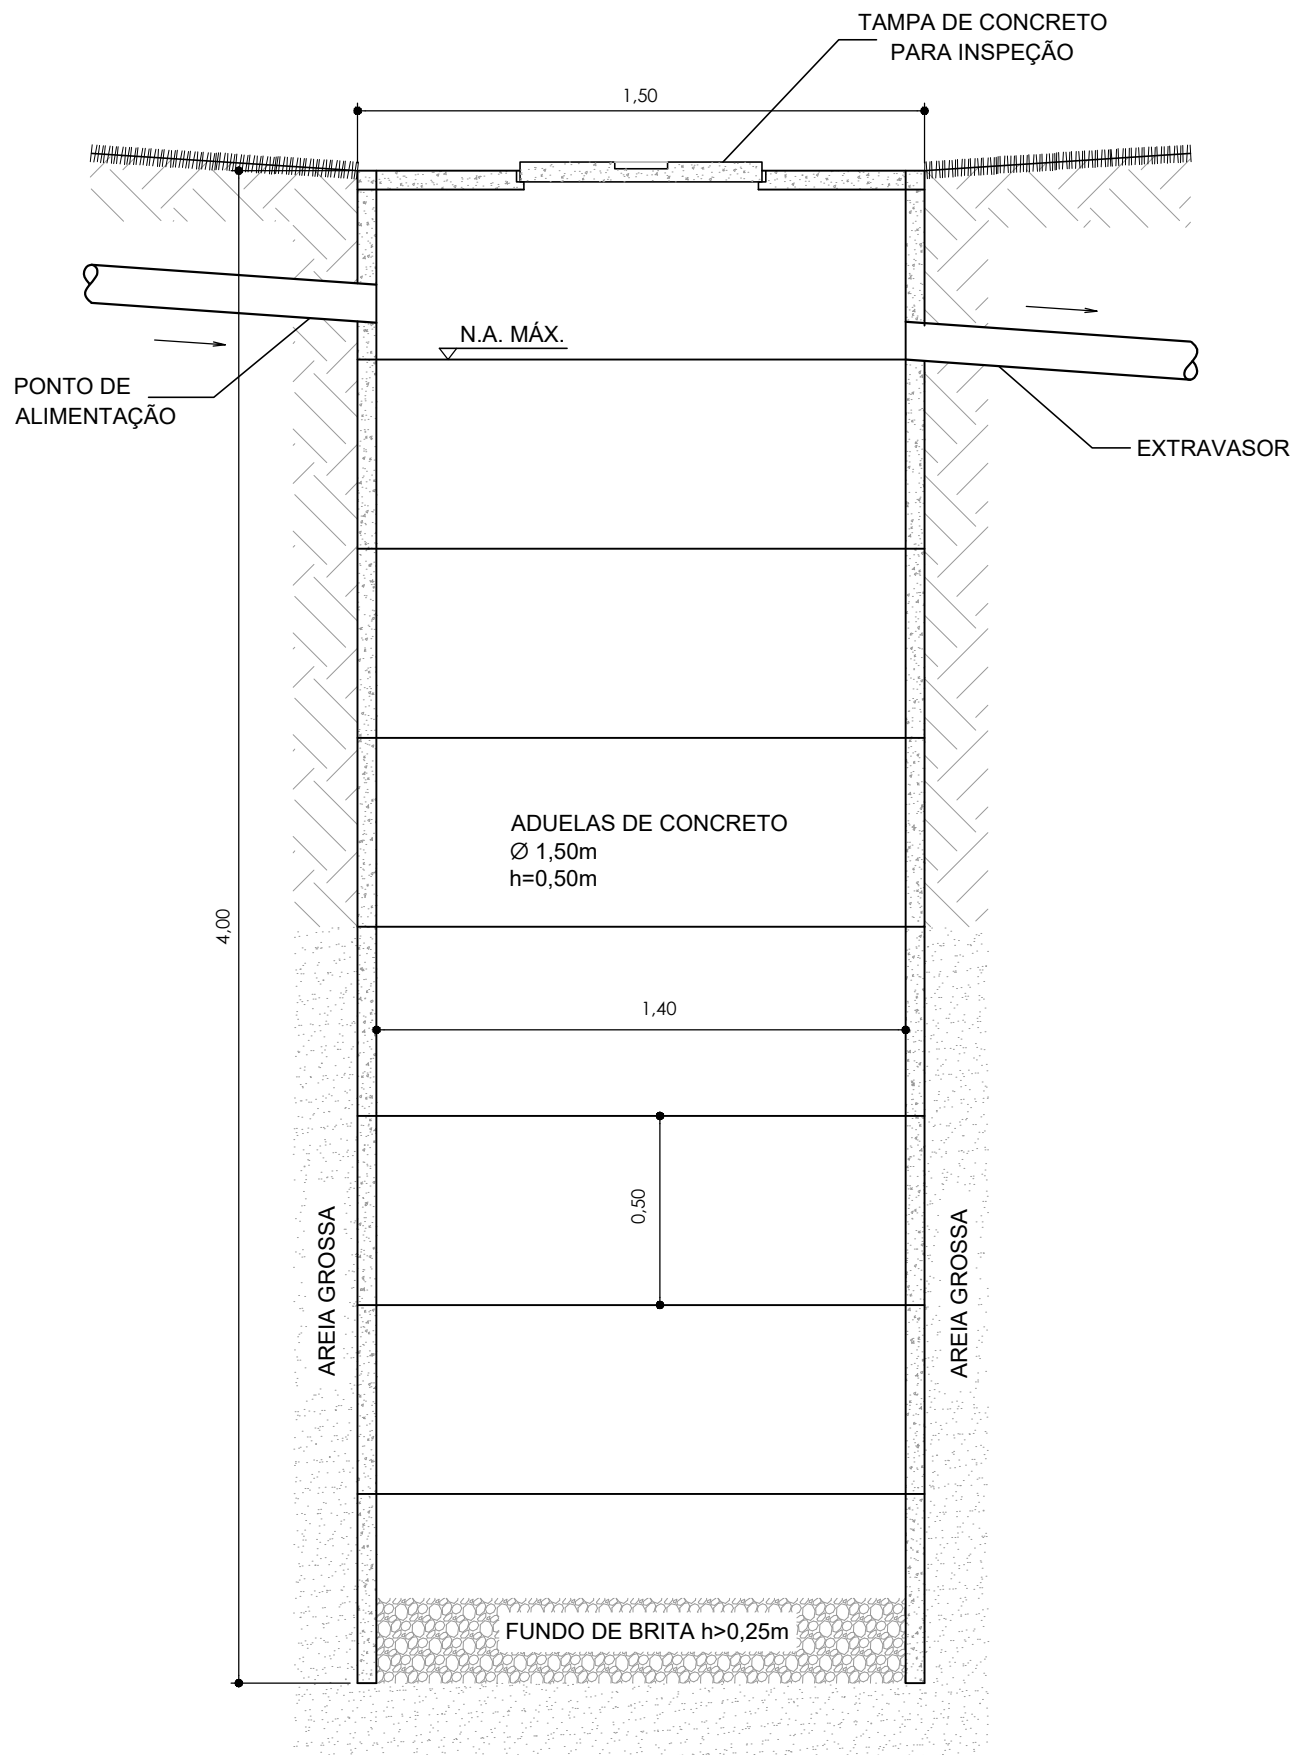 TAMPA DE CONCRETO
PARA INSPEÇÃO
1,50
N.A. MÁX.
PONTO DE
ALIMENTAÇÃO
EXTRAVASOR
ADUELAS DE CONCRETO
Ø 1,50m
h=0,50m
4,00
1,40
0,50
AREIA GROSSA
AREIA GROSSA
FUNDO DE BRITA h>0,25m